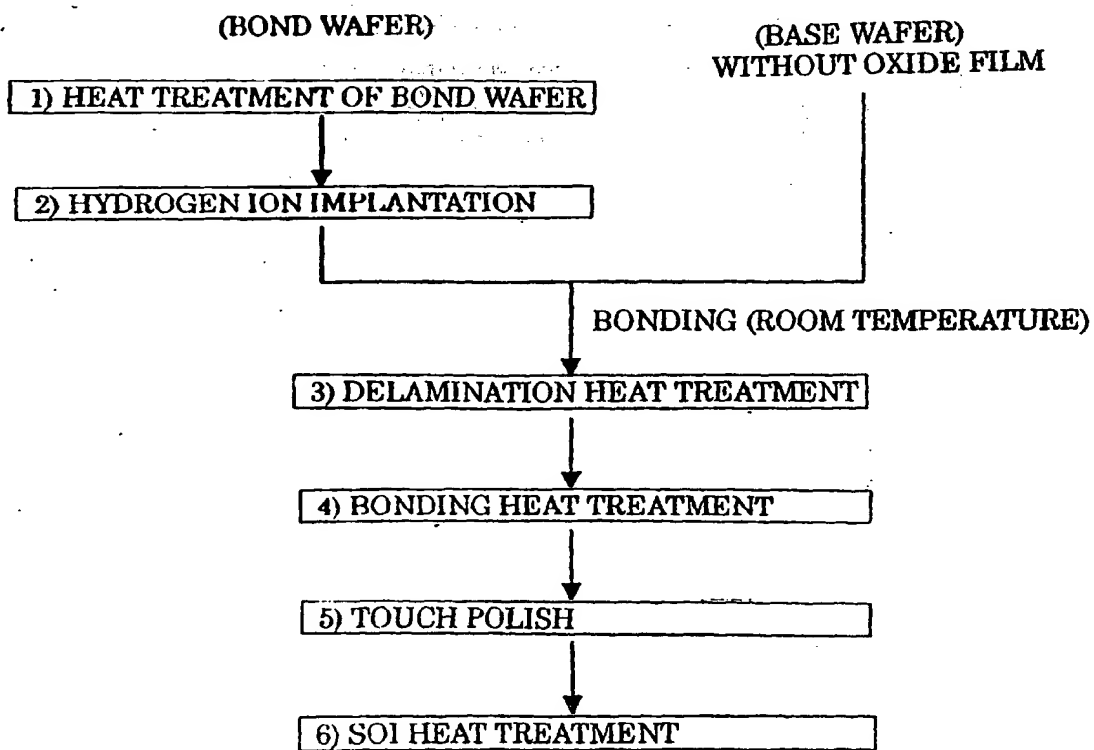 (BOND WAFER)
(BASE WAFER)
WITHOUT OXIDE FILM
1) HEAT TREATMENT OF BOND WAFER
2) HYDROGEN ION IMPLANTATION
BONDING (ROOM TEMPERATURE)
3) DELAMINATION HEAT TREATMENT
4) BONDING HEAT TREATMENT
5) TOUCH POLISH
6) SOI HEAT TREATMENT